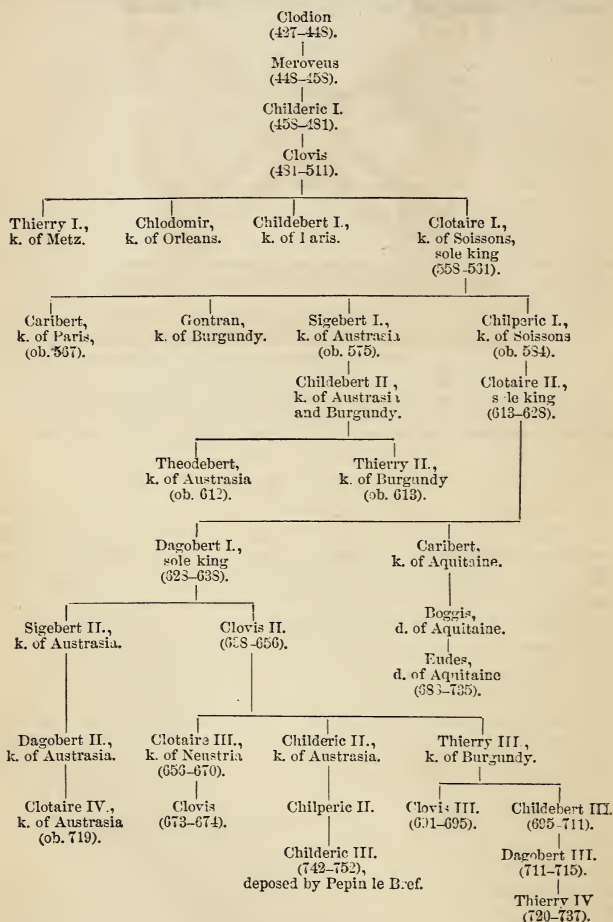 Clodion
(427–448).
Meroveus
(448–458).
Childeric I.
(458–481).
Clovis
(481–511).
Thierry I.,
k. of Metz.
Chlodomir,
k. of Orleans.
Childebert I.,
k. of Paris.
Clotaire I.,
k. of Soissons,
sole king
(558–561).
Caribert,
k. of Paris,
(ob. 567).
Gontran,
k. of Burgundy.
Sigebert I.,
k. of Austrasia
(ob. 575).
Chilperic I.,
k. of Soissons
(ob. 584).
Childebert II.,
k. of Austrasia
and Burgundy.
Clotaire II.,
sole king
(613–628).
Theodebert,
k. of Austrasia
(ob. 612).
Thierry II.,
k. of Burgundy
(ob. 613).
Dagobert I.,
sole king
(628–638).
Caribert,
k. of Aquitaine.
Boggis,
d. of Aquitaine.
Eudes,
d. of Aquitaine
(688–735).
Sigebert II.,
k. of Austrasia.
Clovis II.
(638–656).
Dagobert II.,
k. of Austrasia.
Clotaire III.,
k. of Neustria
(656–670).
Childeric II.,
k. of Austrasia.
Thierry III.,
k. of Burgundy.
Clotaire IV.,
k. of Austrasia
(ob. 719).
Clovis
(673–674).
Chilperic II.
Clovis III.
(691–695).
Childebert III.
(695–711).
Childeric III.
(742–752),
deposed by Pepin le Bref.
Dagobert III.
(711–715).
Thierry IV
(720–737).